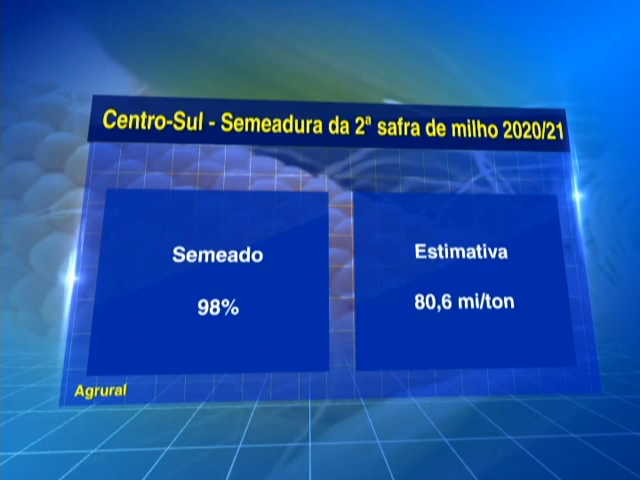 Centro-Sul - Semeadura da 2ª safra de milho 2020/21
Semeado
98%
Estimativa
80,6 mi/ton
Agrural